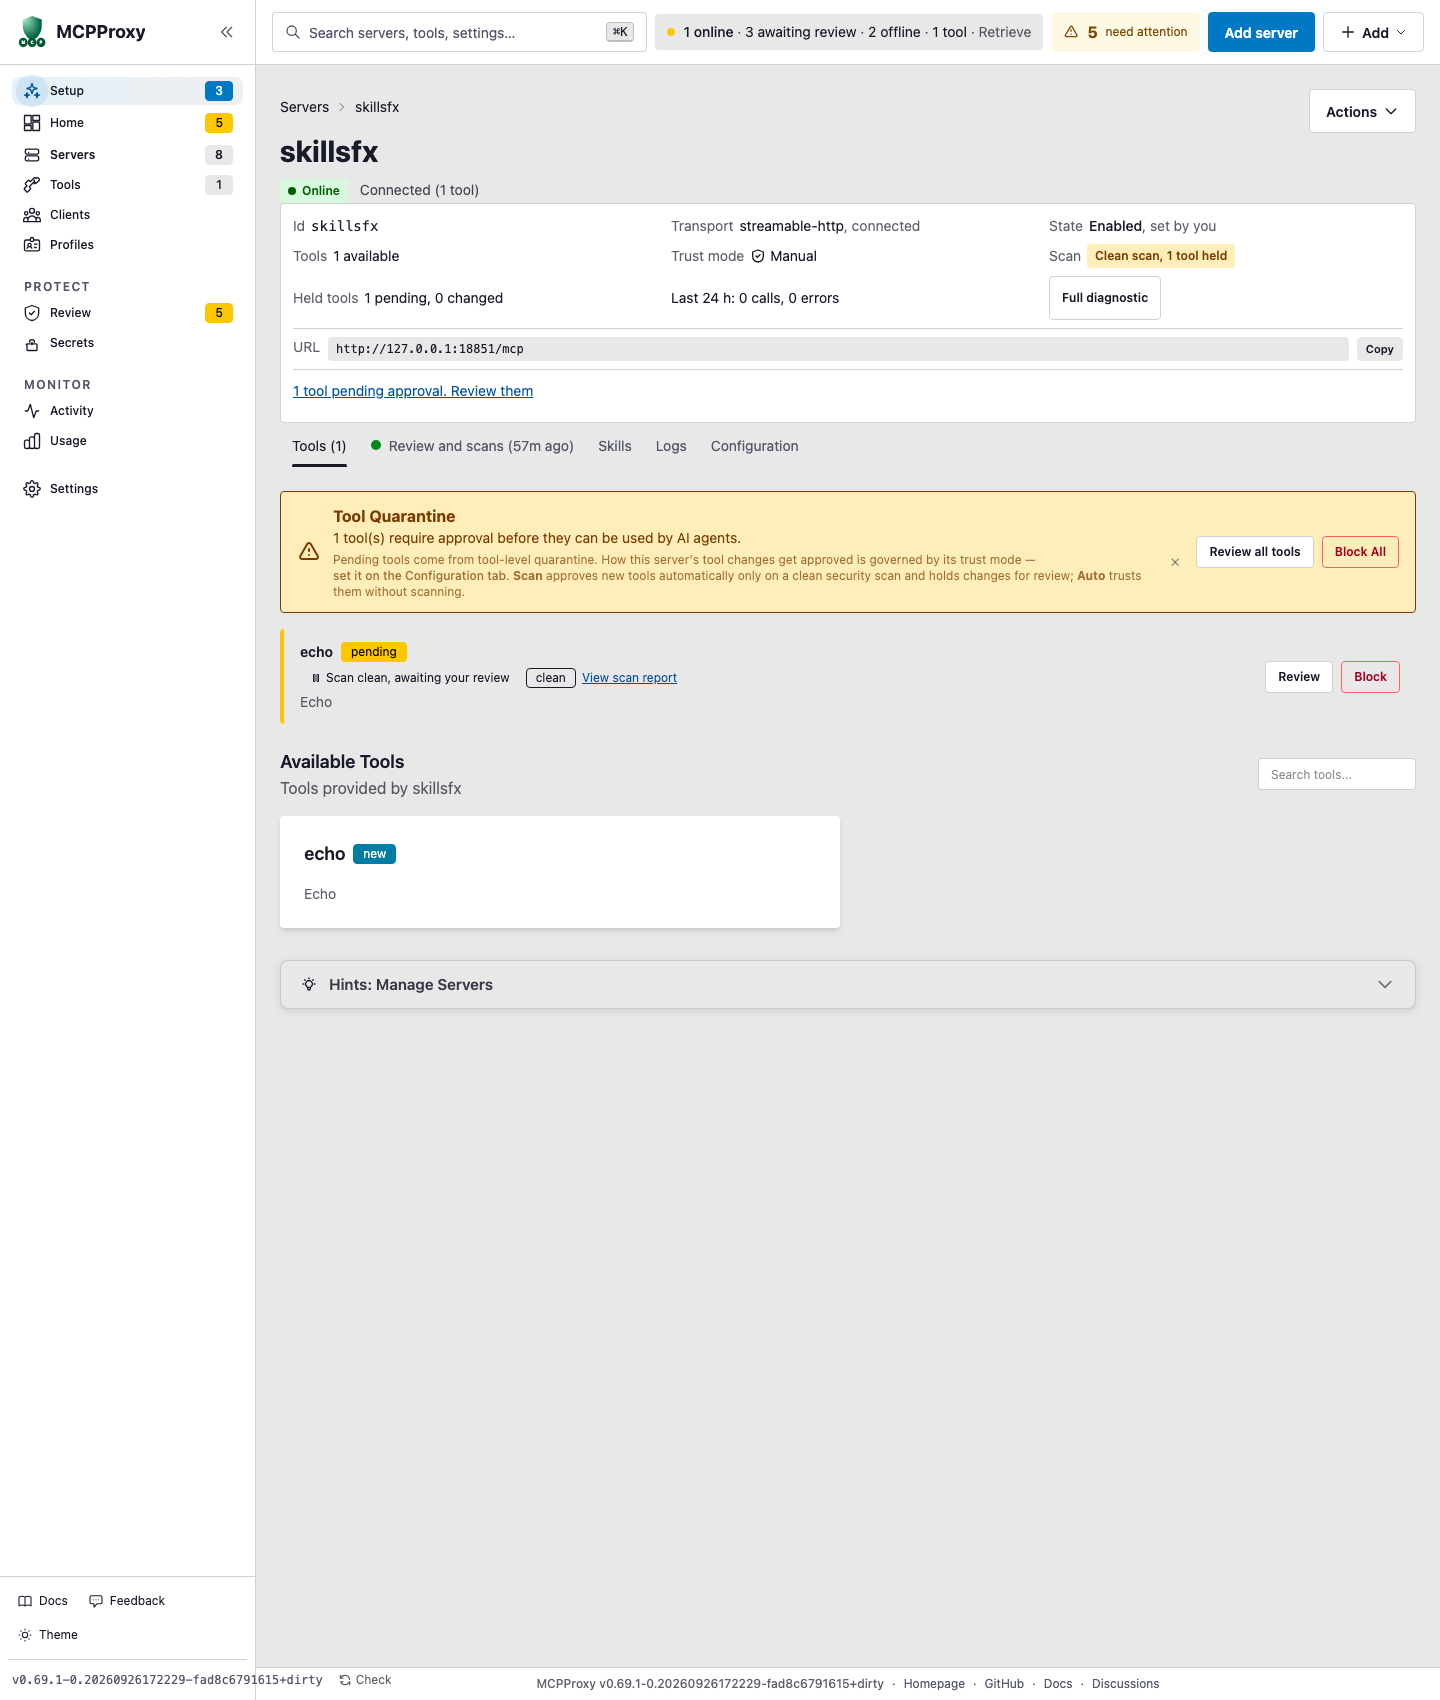 MCPProxy
Search servers, tools, settings...
⌘K
1 online · 3 awaiting review · 2 offline · 1 tool · Retrieve
5 need attention
Add server
Add
Setup 3
Home 5
Servers 8
Tools 1
Clients
Profiles
PROTECT
Review 5
Secrets
MONITOR
Activity
Usage
Settings
Servers > skillsfx
Actions
skillsfx
Online Connected (1 tool)
Id skillsfx
Transport streamable-http, connected
State Enabled, set by you
Tools 1 available
Trust mode Manual
Scan Clean scan, 1 tool held
Held tools 1 pending, 0 changed
Last 24 h: 0 calls, 0 errors
Full diagnostic
URL http://127.0.0.1:18851/mcp Copy
1 tool pending approval. Review them
Tools (1) Review and scans (57m ago) Skills Logs Configuration
Tool Quarantine
1 tool(s) require approval before they can be used by AI agents.
Pending tools come from tool-level quarantine. How this server's tool changes get approved is governed by its trust mode —
set it on the Configuration tab. Scan approves new tools automatically only on a clean security scan and holds changes for review; Auto trusts
them without scanning.
Review all tools Block All
echo pending
Scan clean, awaiting your review clean View scan report
Echo
Review Block
Available Tools
Tools provided by skillsfx
Search tools...
echo new
Echo
Hints: Manage Servers
Docs Feedback
Theme
v0.69.1-0.20260926172229-fad8c6791615+dirty Check
MCPProxy v0.69.1-0.20260926172229-fad8c6791615+dirty · Homepage · GitHub · Docs · Discussions